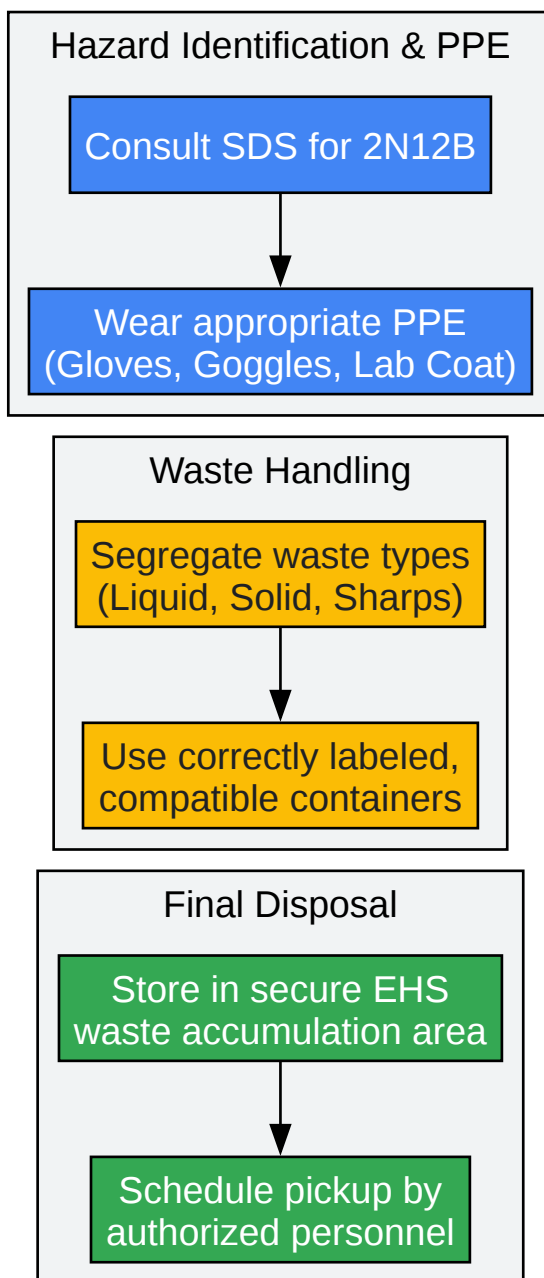 Hazard Identification & PPE
Consult SDS for 2N12B
Wear appropriate PPE
(Gloves, Goggles, Lab Coat)
Waste Handling
Segregate waste types
(Liquid, Solid, Sharps)
Use correctly labeled,
compatible containers
Final Disposal
Store in secure EHS
waste accumulation area
Schedule pickup by
authorized personnel